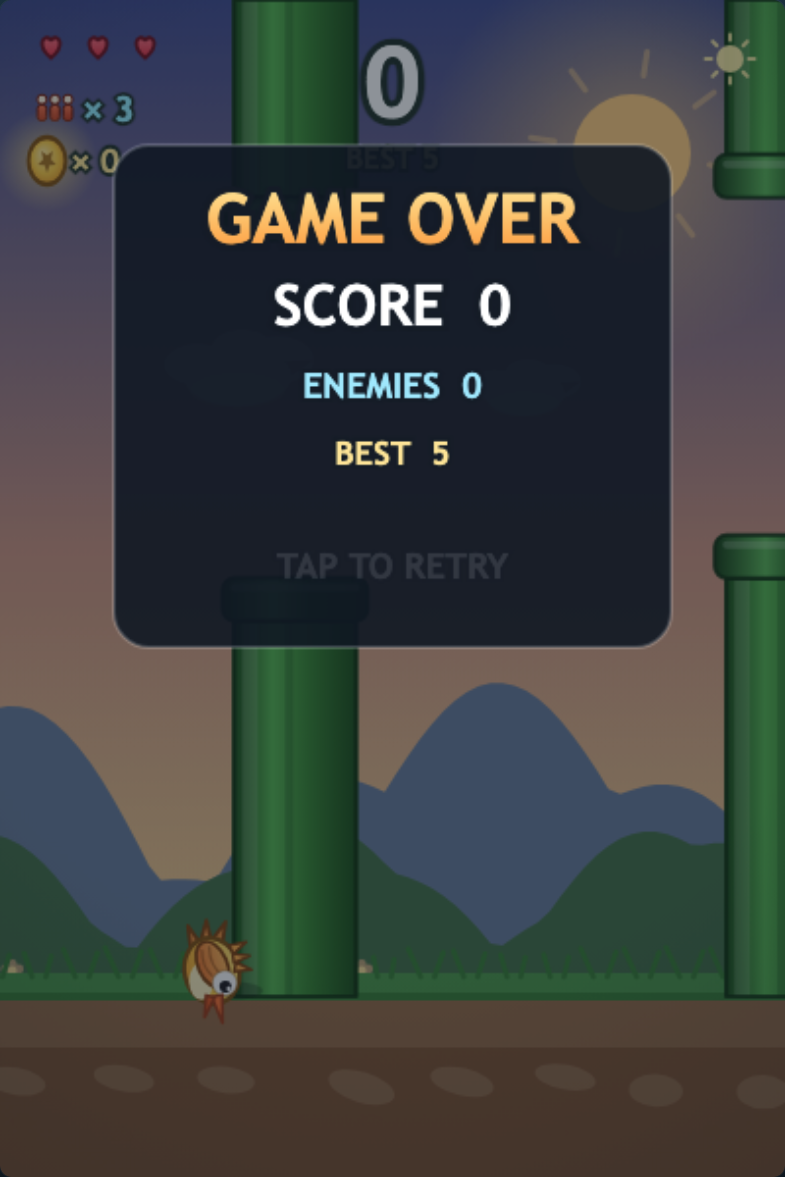 0
× 3
× 0
BEST 5
GAME OVER
SCORE 0
ENEMIES 0
BEST 5
TAP TO RETRY